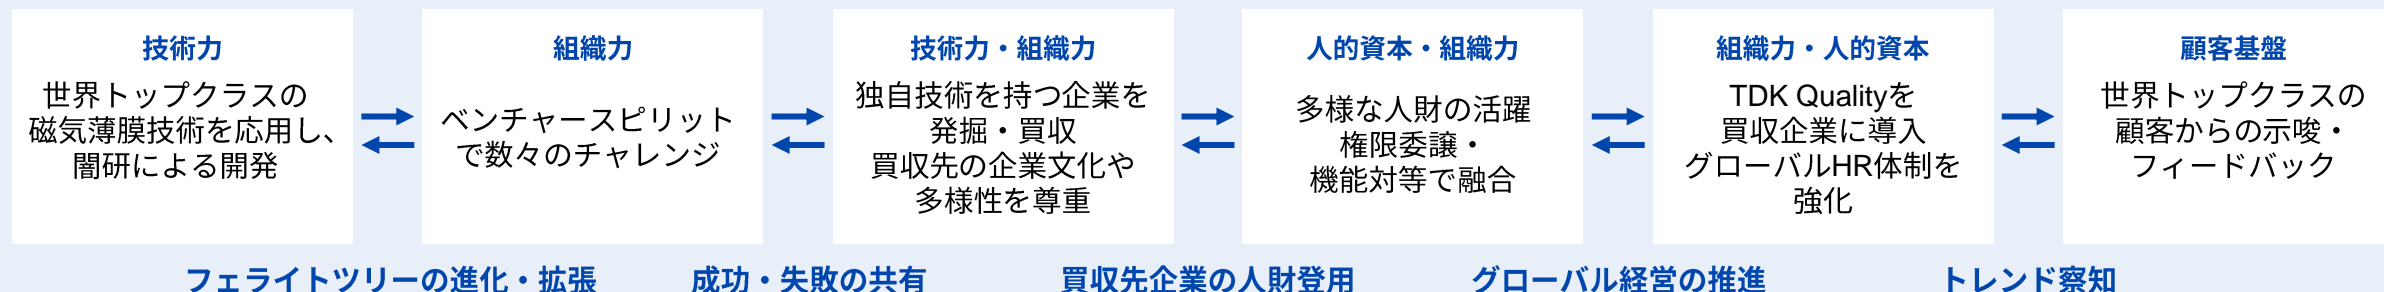 技術力
世界トップクラスの
磁気薄膜技術を応用し、
闇研による開発
組織力
ベンチャースピリット
で数々のチャレンジ
技術力・組織力
独自技術を持つ企業を
発掘・買収
買収先の企業文化や
多様性を尊重
人的資本・組織力
多様な人財の活躍
権限委譲・
機能対等で融合
組織力・人的資本
TDK Qualityを
買収企業に導入
グローバルHR体制を
強化
顧客基盤
世界トップクラスの
顧客からの示唆・
フィードバック
フェライトツリーの進化・拡張
成功・失敗の共有
買収先企業の人財登用
グローバル経営の推進
トレンド察知